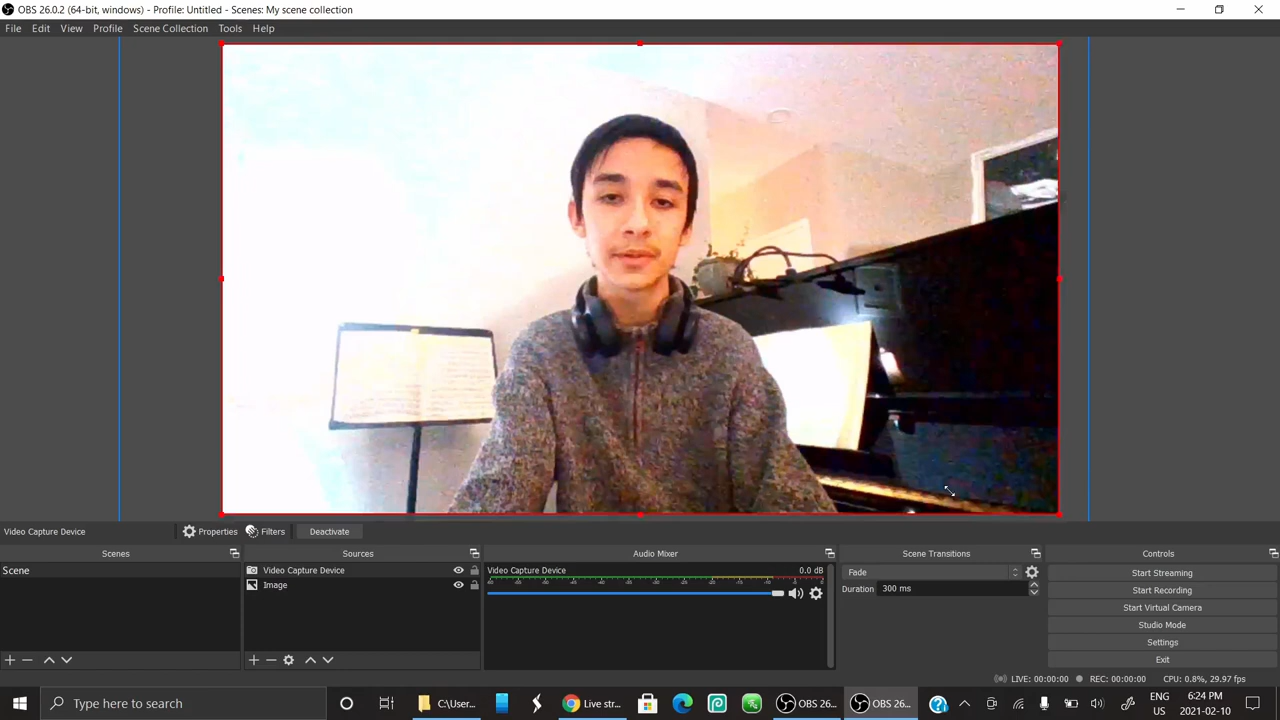 OBS 26.0.2 (64-bit, windows) - Profile: Untitled - Scenes: My scene collection
File Edit View Profile Scene Collection Tools Help
Video Capture Device Properties Filters Deactivate
Scenes Sources Audio Mixer Scene Transitions Controls
Scene
Video Capture Device
Image
Video Capture Device 0.0 dB
Fade
Duration 300 ms
Start Streaming
Start Recording
Start Virtual Camera
Studio Mode
Settings
Exit
LIVE: 00:00:00 REC: 00:00:00 CPU: 0.8%, 29.97 fps
Type here to search
C:\User...
Live str...
OBS 26...
OBS 26...
ENG
US
6:24 PM
2021-02-10